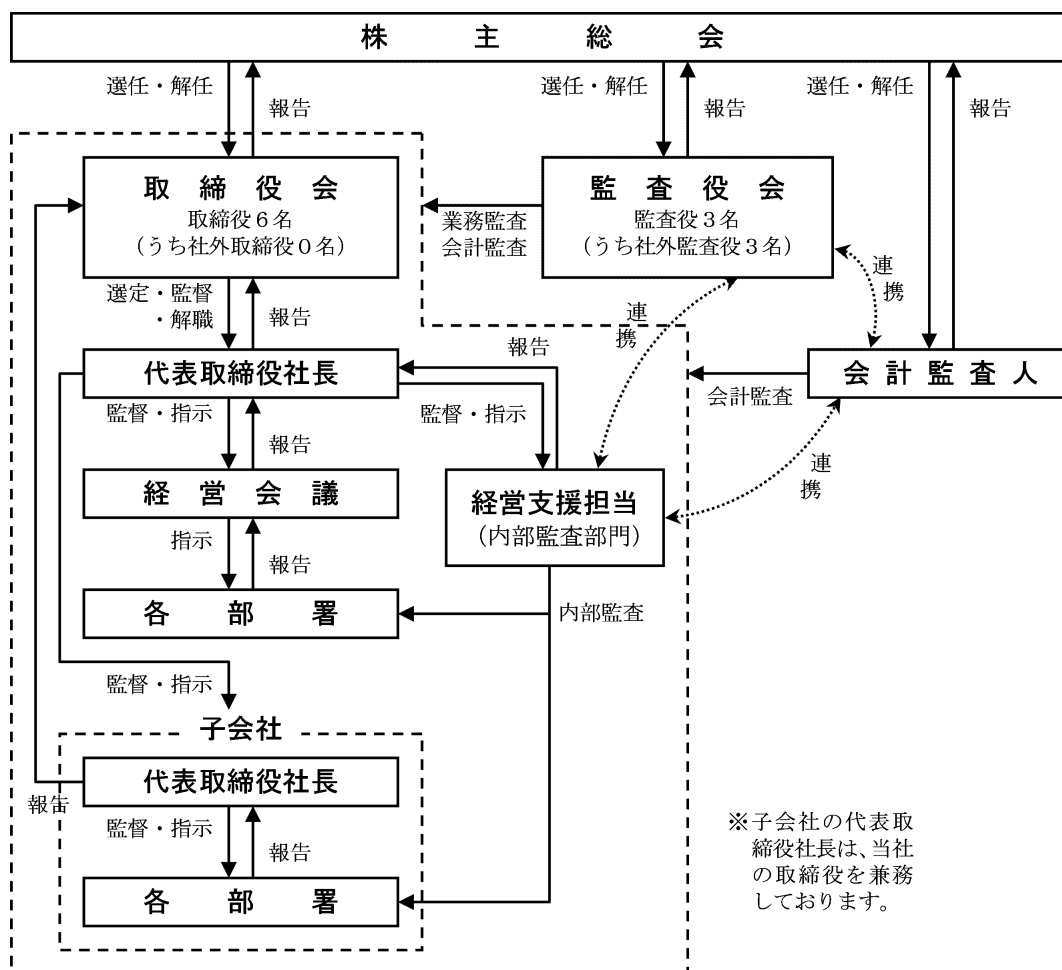 株主総会
選任・解任
報告
選任・解任
報告
選任・解任
報告
取締役会
取締役6名
（うち社外取締役0名）
業務監査
会計監査
監査役会
監査役3名
（うち社外監査役3名）
連携
連携
選定・監督
・解職
報告
代表取締役社長
報告
監督・指示
会計監査
会計監査人
監督・指示
報告
連携
経営会議
経営支援担当
（内部監査部門）
指示
報告
各部署
内部監査
監督・指示
子会社
代表取締役社長
報告
監督・指示
報告
各部署
※子会社の代表取
締役社長は、当社
の取締役を兼務
しております。